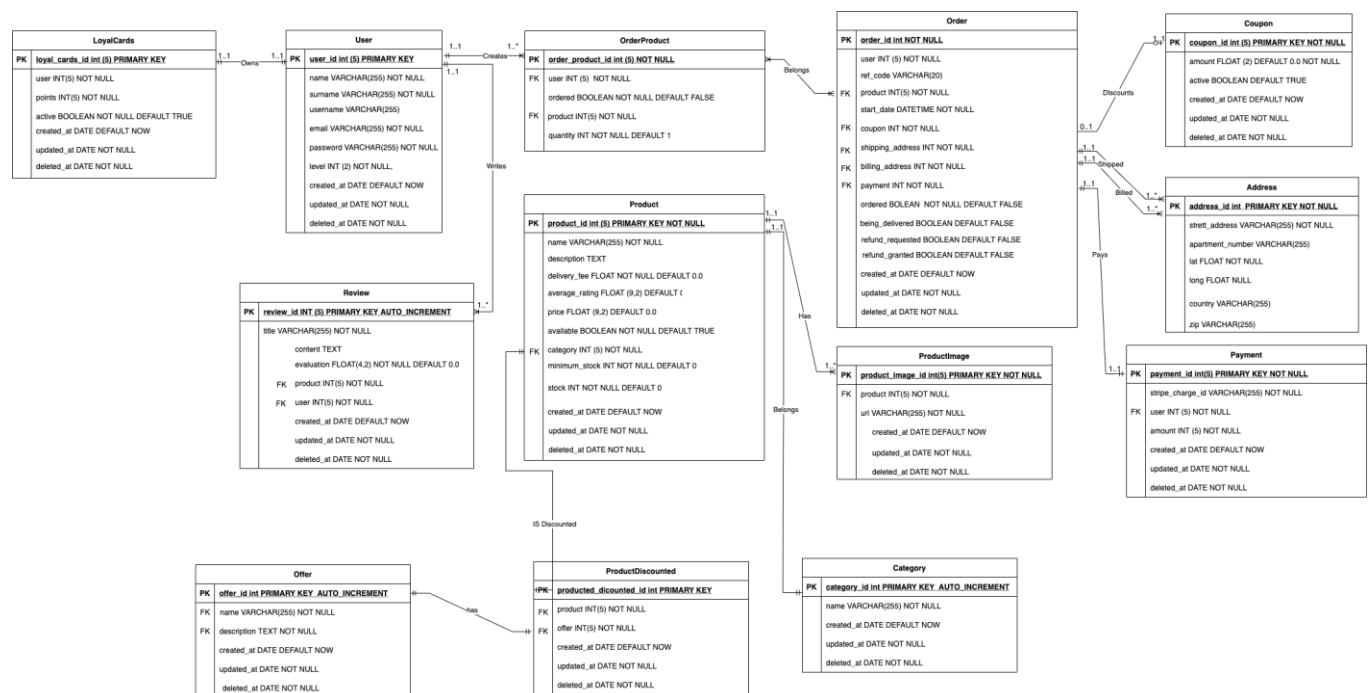 LoyalCards
PK loyal_cards_id int (5) PRIMARY KEY
user INT(5) NOT NULL
points INT(5) NOT NULL
active BOOLEAN NOT NULL DEFAULT TRUE
created_at DATE DEFAULT NOW
updated_at DATE NOT NULL
deleted_at DATE NOT NULL
1..1
Owns
1..1
User
PK user_id int (5) PRIMARY KEY
name VARCHAR(255) NOT NULL
surname VARCHAR(255) NOT NULL
username VARCHAR(255)
email VARCHAR(255) NOT NULL
password VARCHAR(255) NOT NULL
level INT (2) NOT NULL,
created_at DATE DEFAULT NOW
updated_at DATE NOT NULL
deleted_at DATE NOT NULL
1..1
Creates
1..*
1..1
Writes
1..*
OrderProduct
PK order_product_id int (5) NOT NULL
FK user INT (5) NOT NULL
ordered BOOLEAN NOT NULL DEFAULT FALSE
FK product INT(5) NOT NULL
quantity INT NOT NULL DEFAULT 1
Belongs
Order
PK order_id int NOT NULL
user INT (5) NOT NULL
ref_code VARCHAR(20)
FK product INT(5) NOT NULL
start_date DATETIME NOT NULL
FK coupon INT NOT NULL
FK shipping_address INT NOT NULL
FK billing_address INT NOT NULL
FK payment INT NOT NULL
ordered BOLEAN NOT NULL DEFAULT FALSE
being_delivered BOOLEAN DEFAULT FALSE
refund_requested BOOLEAN DEFAULT FALSE
refund_granted BOOLEAN DEFAULT FALSE
created_at DATE DEFAULT NOW
updated_at DATE NOT NULL
deleted_at DATE NOT NULL
0..1
DIscounts
1..1
1..1
Shipped
1..*
1..1
Billed
1..*
1..1
Pays
1..1
Coupon
PK coupon_id int (5) PRIMARY KEY NOT NULL
amount FLOAT (2) DEFAULT 0.0 NOT NULL
active BOOLEAN DEFAULT TRUE
created_at DATE DEFAULT NOW
updated_at DATE NOT NULL
deleted_at DATE NOT NULL
Address
PK address_id int PRIMARY KEY NOT NULL
strett_address VARCHAR(255) NOT NULL
apartment_number VARCHAR(255)
lat FLOAT NOT NULL
long FLOAT NULL
country VARCHAR(255)
zip VARCHAR(255)
Product
PK product_id int (5) PRIMARY KEY NOT NULL
name VARCHAR(255) NOT NULL
description TEXT
delivery_fee FLOAT NOT NULL DEFAULT 0.0
average_rating FLOAT (9,2) DEFAULT (
price FLOAT (9,2) DEFAULT 0.0
available BOOLEAN NOT NULL DEFAULT TRUE
FK category INT (5) NOT NULL
minimum_stock INT NOT NULL DEFAULT 0
stock INT NOT NULL DEFAULT 0
created_at DATE DEFAULT NOW
updated_at DATE NOT NULL
deleted_at DATE NOT NULL
1..1
Has
1..*
1..1
Belongs
IS Discounted
Review
PK review_id INT (5) PRIMARY KEY AUTO_INCREMENT
title VARCHAR(255) NOT NULL
content TEXT
evaluation FLOAT(4,2) NOT NULL DEFAULT 0.0
FK product INT(5) NOT NULL
FK user INT(5) NOT NULL
created_at DATE DEFAULT NOW
updated_at DATE NOT NULL
deleted_at DATE NOT NULL
ProductImage
PK product_image_id int(5) PRIMARY KEY NOT NULL
FK product INT(5) NOT NULL
url VARCHAR(255) NOT NULL
created_at DATE DEFAULT NOW
updated_at DATE NOT NULL
deleted_at DATE NOT NULL
Payment
PK payment_id int(5) PRIMARY KEY NOT NULL
stripe_charge_id VARCHAR(255) NOT NULL
FK user INT (5) NOT NULL
amount INT (5) NOT NULL
created_at DATE DEFAULT NOW
updated_at DATE NOT NULL
deleted_at DATE NOT NULL
Offer
PK offer_id int PRIMARY KEY AUTO_INCREMENT
FK name VARCHAR(255) NOT NULL
FK description TEXT NOT NULL
created_at DATE DEFAULT NOW
updated_at DATE NOT NULL
deleted_at DATE NOT NULL
has
ProductDiscounted
PK producted_dicounted_id int PRIMARY KEY
FK product INT(5) NOT NULL
FK offer INT(5) NOT NULL
created_at DATE DEFAULT NOW
updated_at DATE NOT NULL
deleted_at DATE NOT NULL
Category
PK category_id int PRIMARY KEY AUTO_INCREMENT
name VARCHAR(255) NOT NULL
created_at DATE DEFAULT NOW
updated_at DATE NOT NULL
deleted_at DATE NOT NULL